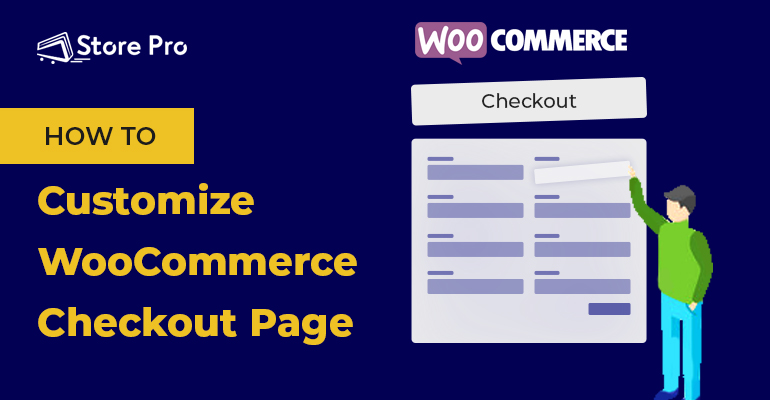 Store Pro
HOW TO
Customize
WooCommerce
Checkout Page
WOO COMMERCE
Checkout